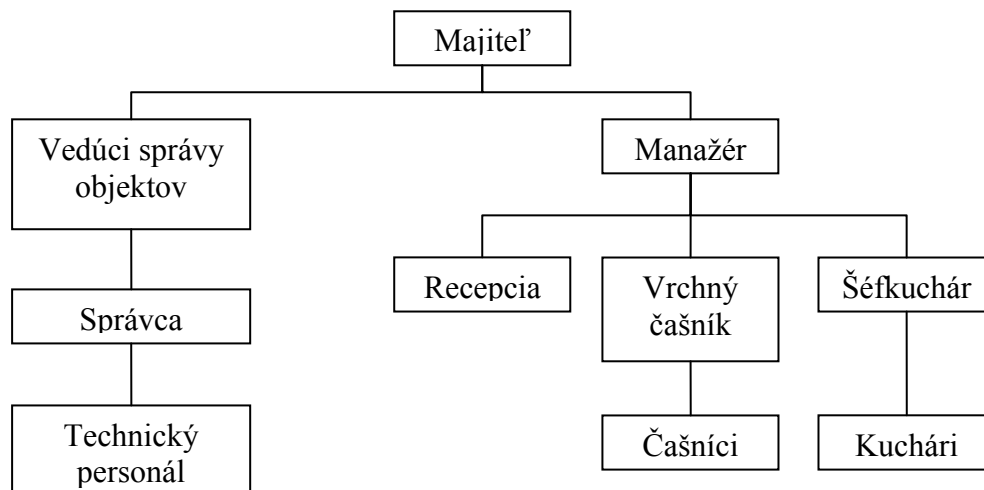 Majiteľ
Vedúci správy
objektov
Manažér
Recepcia
Vrchný
čašník
Šéfkuchár
Správca
Technický
personál
Čašníci
Kuchári